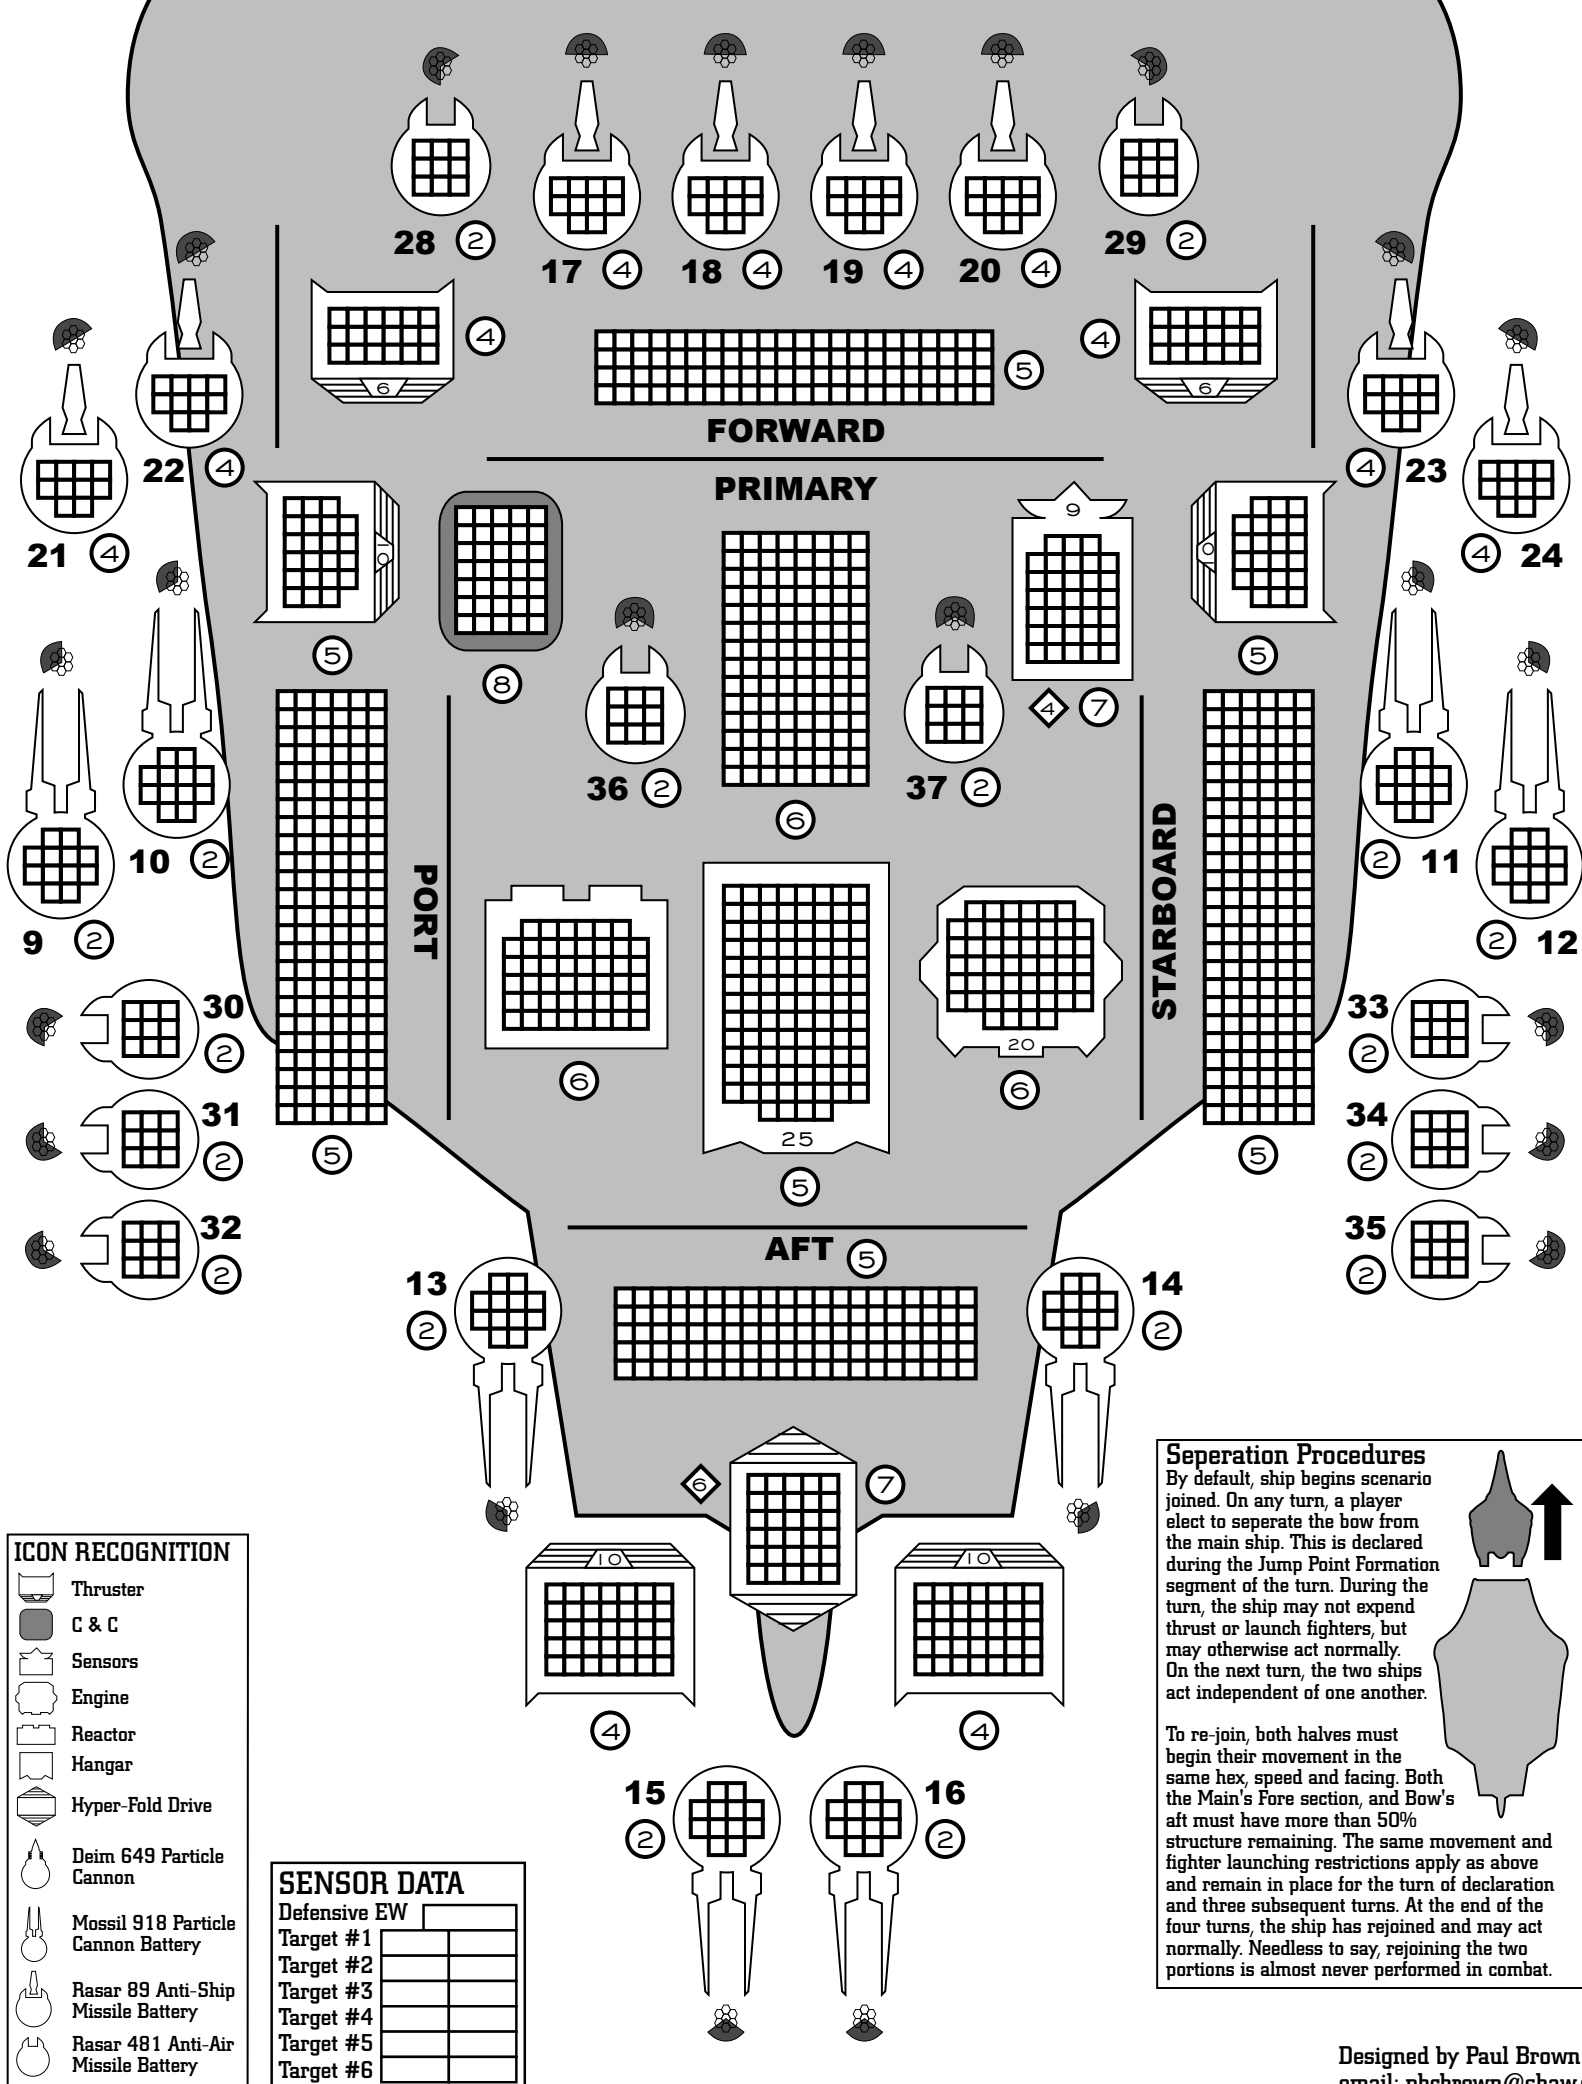 28 2
17 4
18 4
19 4
20 4
29 2
4
6
5
4
6
FORWARD
22 4
4 23
21 4
4 24
PRIMARY
10
8
5
9
4 7
10
5
36 2
6
37 2
10 2
2 11
9 2
2 12
PORT
STARBOARD
6
25
5
20
6
30
2
31
2
32
2
5
33
2
34
2
35
2
5
AFT 5
13
2
14
2
6 7
10
4
10
4
15
2
16
2
ICON RECOGNITION
Thruster
C & C
Sensors
Engine
Reactor
Hangar
Hyper-Fold Drive
Deim 649 Particle
Cannon
Mossil 918 Particle
Cannon Battery
Rasar 89 Anti-Ship
Missile Battery
Rasar 481 Anti-Air
Missile Battery
SENSOR DATA
Defensive EW
Target #1
Target #2
Target #3
Target #4
Target #5
Target #6
Seperation Procedures
By default, ship begins scenario
joined. On any turn, a player
elect to seperate the bow from
the main ship. This is declared
during the Jump Point Formation
segment of the turn. During the
turn, the ship may not expend
thrust or launch fighters, but
may otherwise act normally.
On the next turn, the two ships
act independent of one another.
To re-join, both halves must
begin their movement in the
same hex, speed and facing. Both
the Main's Fore section, and Bow's
aft must have more than 50%
structure remaining. The same movement and
fighter launching restrictions apply as above
and remain in place for the turn of declaration
and three subsequent turns. At the end of the
four turns, the ship has rejoined and may act
normally. Needless to say, rejoining the two
portions is almost never performed in combat.
Designed by Paul Brown